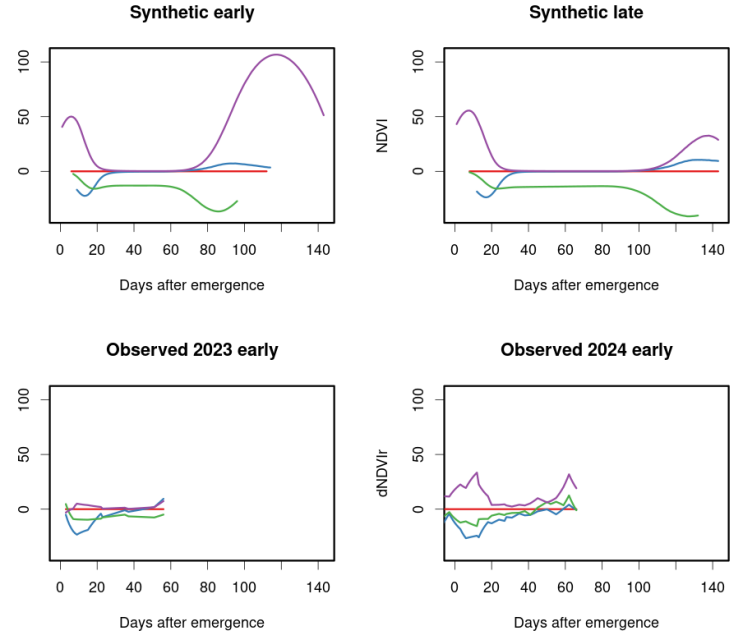 Synthetic early
Synthetic late
100
50
0
0 20 40 60 80 100 140
Days after emergence
NDVI
100
50
0
0 20 40 60 80 100 140
Days after emergence
Observed 2023 early
Observed 2024 early
100
50
0
0 20 40 60 80 100 140
Days after emergence
dNDVIr
100
50
0
0 20 40 60 80 100 140
Days after emergence